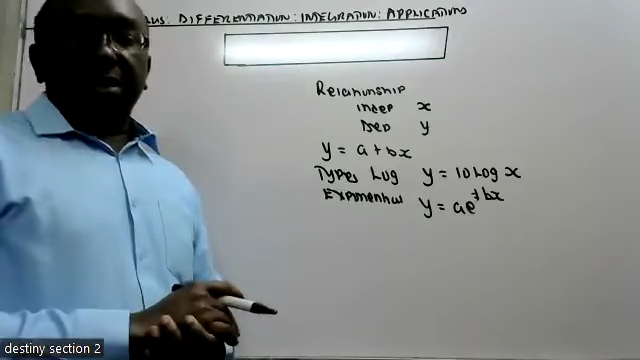 DIFFERENTIATION: INTEGRATION: APPLICATIONS
Relationship
Indep x
Dep y
y = a + bx
Types Log y = 10 Log x
Exponential y = ae^±bx
destiny section 2